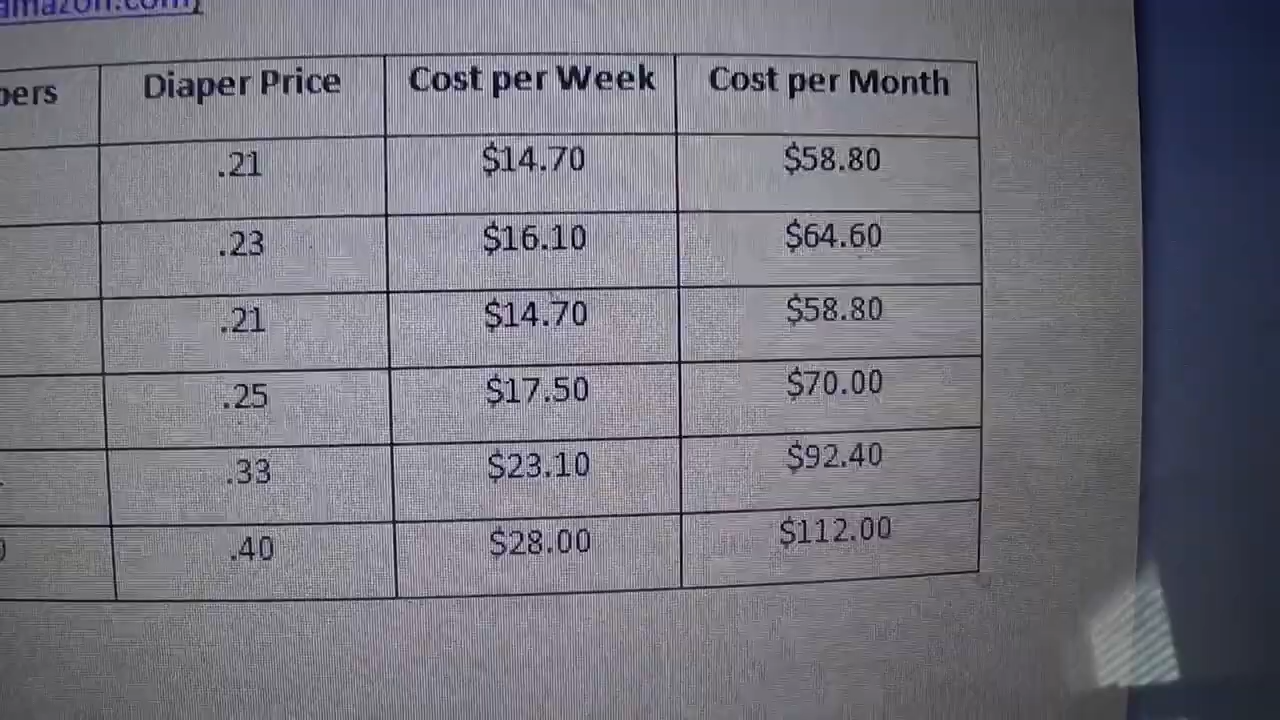 amazon.com)
Diaper Price Cost per Week Cost per Month
.21 $14.70 $58.80
.23 $16.10 $64.60
.21 $14.70 $58.80
.25 $17.50 $70.00
.33 $23.10 $92.40
.40 $28.00 $112.00